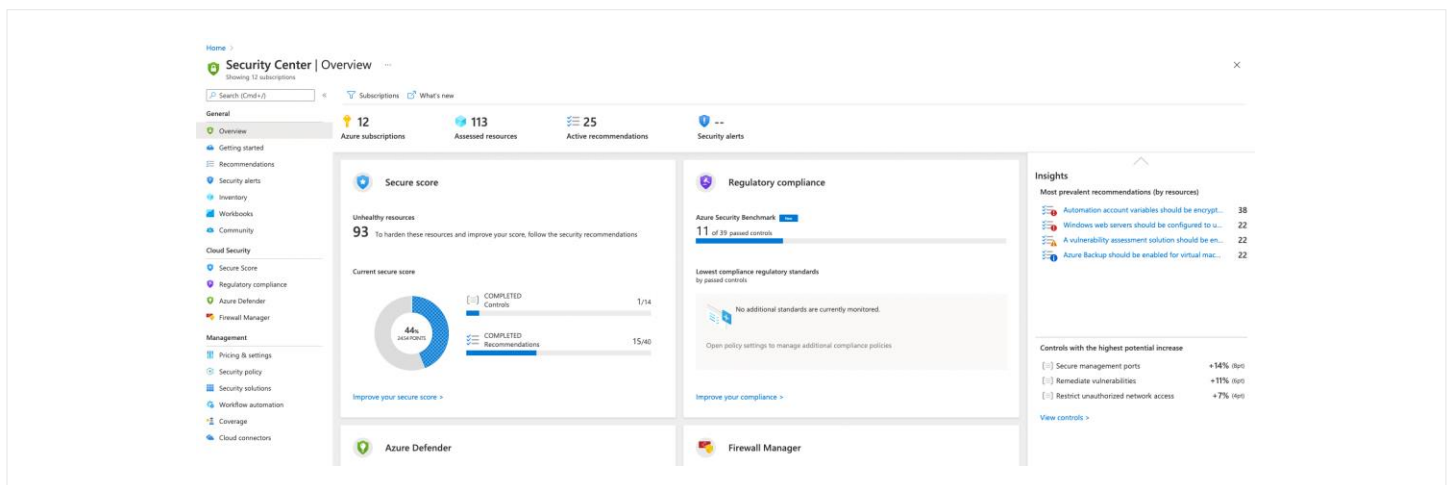 Home >
Security Center | Overview ...
Showing 12 subscriptions
Search (Cmd+/)
«
Subscriptions
What's new
General
Overview
Getting started
Recommendations
Security alerts
Inventory
Workbooks
Community
Cloud Security
Secure Score
Regulatory compliance
Azure Defender
Firewall Manager
Management
Pricing & settings
Security policy
Security solutions
Workflow automation
Coverage
Cloud connectors
12
Azure subscriptions
113
Assessed resources
25
Active recommendations
--
Security alerts
Secure score
Unhealthy resources
93 To harden these resources and improve your score, follow the security recommendations
Current secure score
44%
COMPLETED
Controls
1/14
COMPLETED
Recommendations
15/40
Improve your secure score >
Regulatory compliance
Azure Security Benchmark New
11 of 39 passed controls
Lowest compliance regulatory standards
by passed controls
No additional standards are currently monitored.
Open policy settings to manage additional compliance policies
Improve your compliance >
Azure Defender
Firewall Manager
Insights
Most prevalent recommendations (by resources)
Automation account variables should be encrypt... 38
Windows web servers should be configured to u... 22
A vulnerability assessment solution should be en... 22
Azure Backup should be enabled for virtual mac... 22
Controls with the highest potential increase
Secure management ports +14% (8pt)
Remediate vulnerabilities +11% (6pt)
Restrict unauthorized network access +7% (4pt)
View controls >